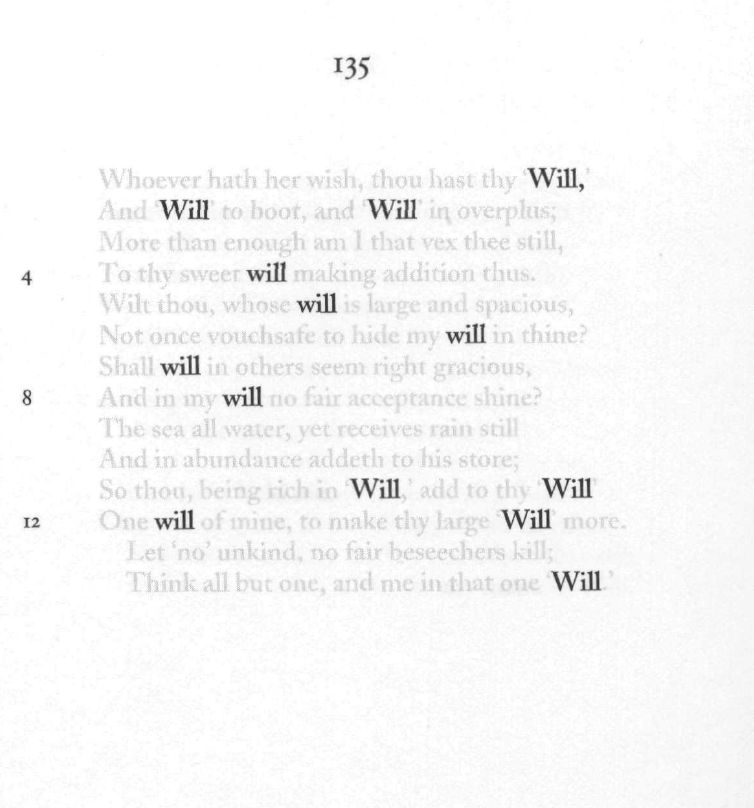 135
Whoever hath her wish, thou hast thy ‘Will,’
And ‘Will’ to boot, and ‘Will’ in overplus;
More than enough am I that vex thee still,
4 To thy sweet will making addition thus.
Wilt thou, whose will is large and spacious,
Not once vouchsafe to hide my will in thine?
Shall will in others seem right gracious,
8 And in my will no fair acceptance shine?
The sea all water, yet receives rain still
And in abundance addeth to his store;
So thou, being rich in ‘Will,’ add to thy ‘Will’
12 One will of mine, to make thy large ‘Will’ more.
Let ‘no’ unkind, no fair beseechers kill;
Think all but one, and me in that one ‘Will.’